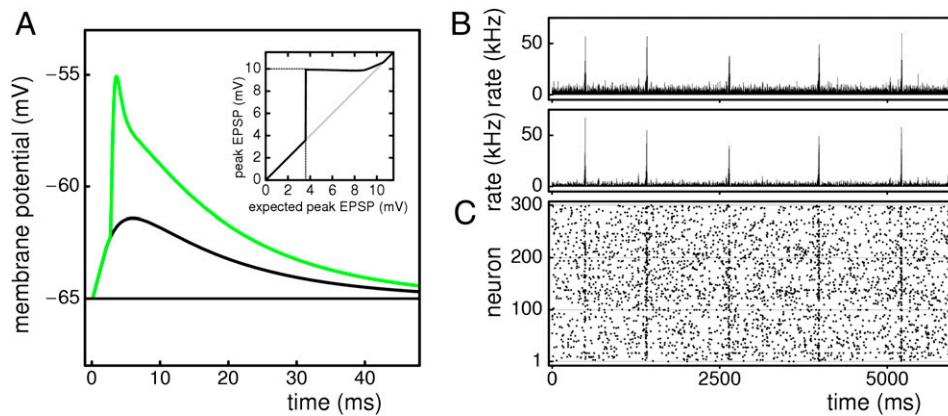 A
membrane potential (mV)
−55
−60
−65
0
10
20
30
40
time (ms)
peak EPSP (mV)
10
8
6
4
2
0
0 2 4 6 8 10
expected peak EPSP (mV)
B
rate (kHz)
50
0
rate (kHz)
50
0
C
neuron
300
200
100
1
0
2500
5000
time (ms)